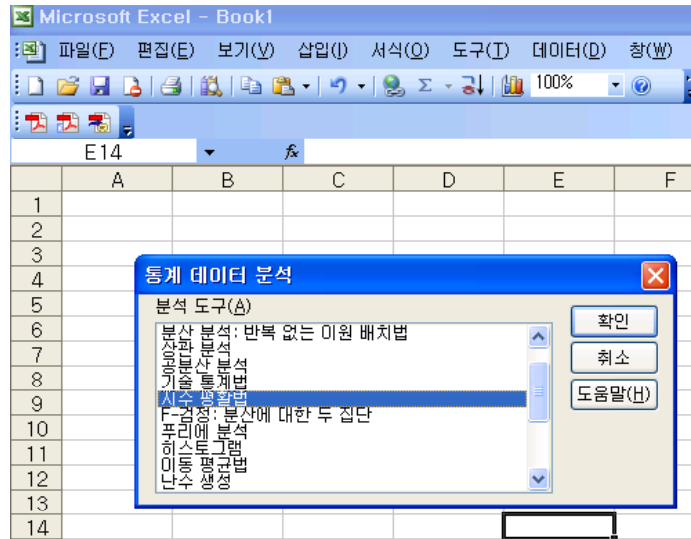 Microsoft Excel - Book1
파일(F) 편집(E) 보기(V) 삽입(I) 서식(O) 도구(T) 데이터(D) 창(W)
100%
E14 fx
A B C D E F
1
2
3
4
5
6
7
8
9
10
11
12
13
14
통계 데이터 분석
분석 도구(A)
분산 분석: 반복 없는 이원 배치법
상관 분석
공분산 분석
기술 통계법
지수 평활법
F-검정: 분산에 대한 두 집단
푸리에 분석
히스토그램
이동 평균법
난수 생성
확인
취소
도움말(H)